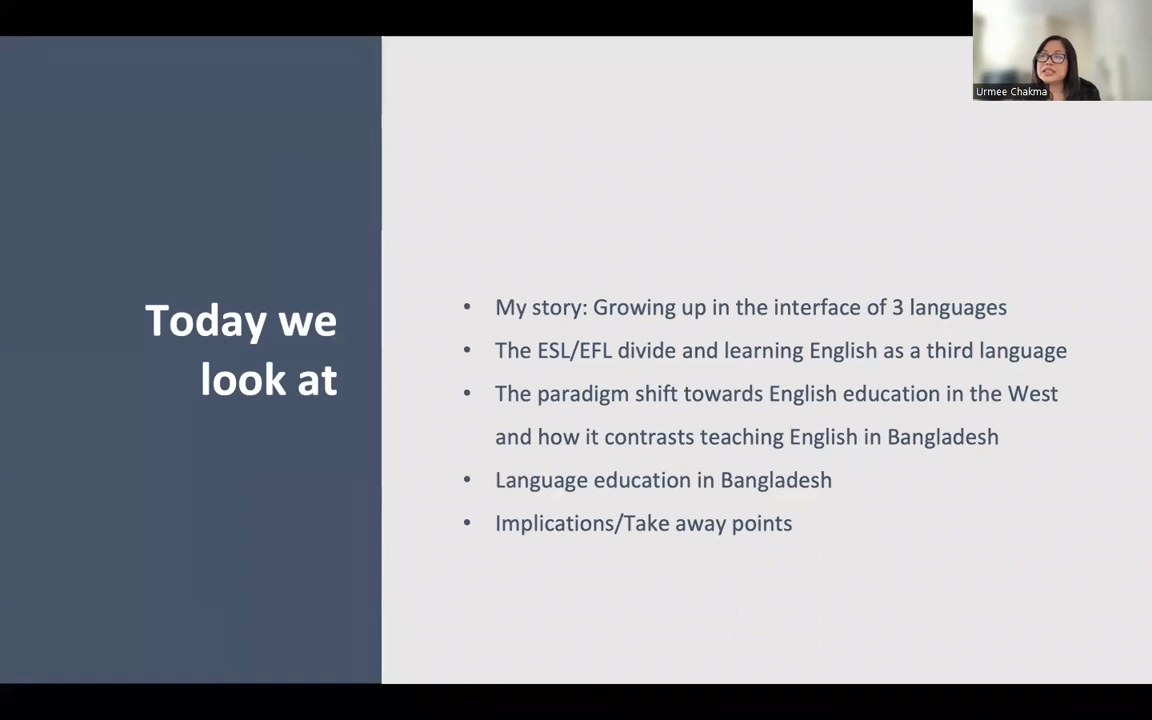 Urmee Chakma
Today we
look at
• My story: Growing up in the interface of 3 languages
• The ESL/EFL divide and learning English as a third language
• The paradigm shift towards English education in the West
and how it contrasts teaching English in Bangladesh
• Language education in Bangladesh
• Implications/Take away points